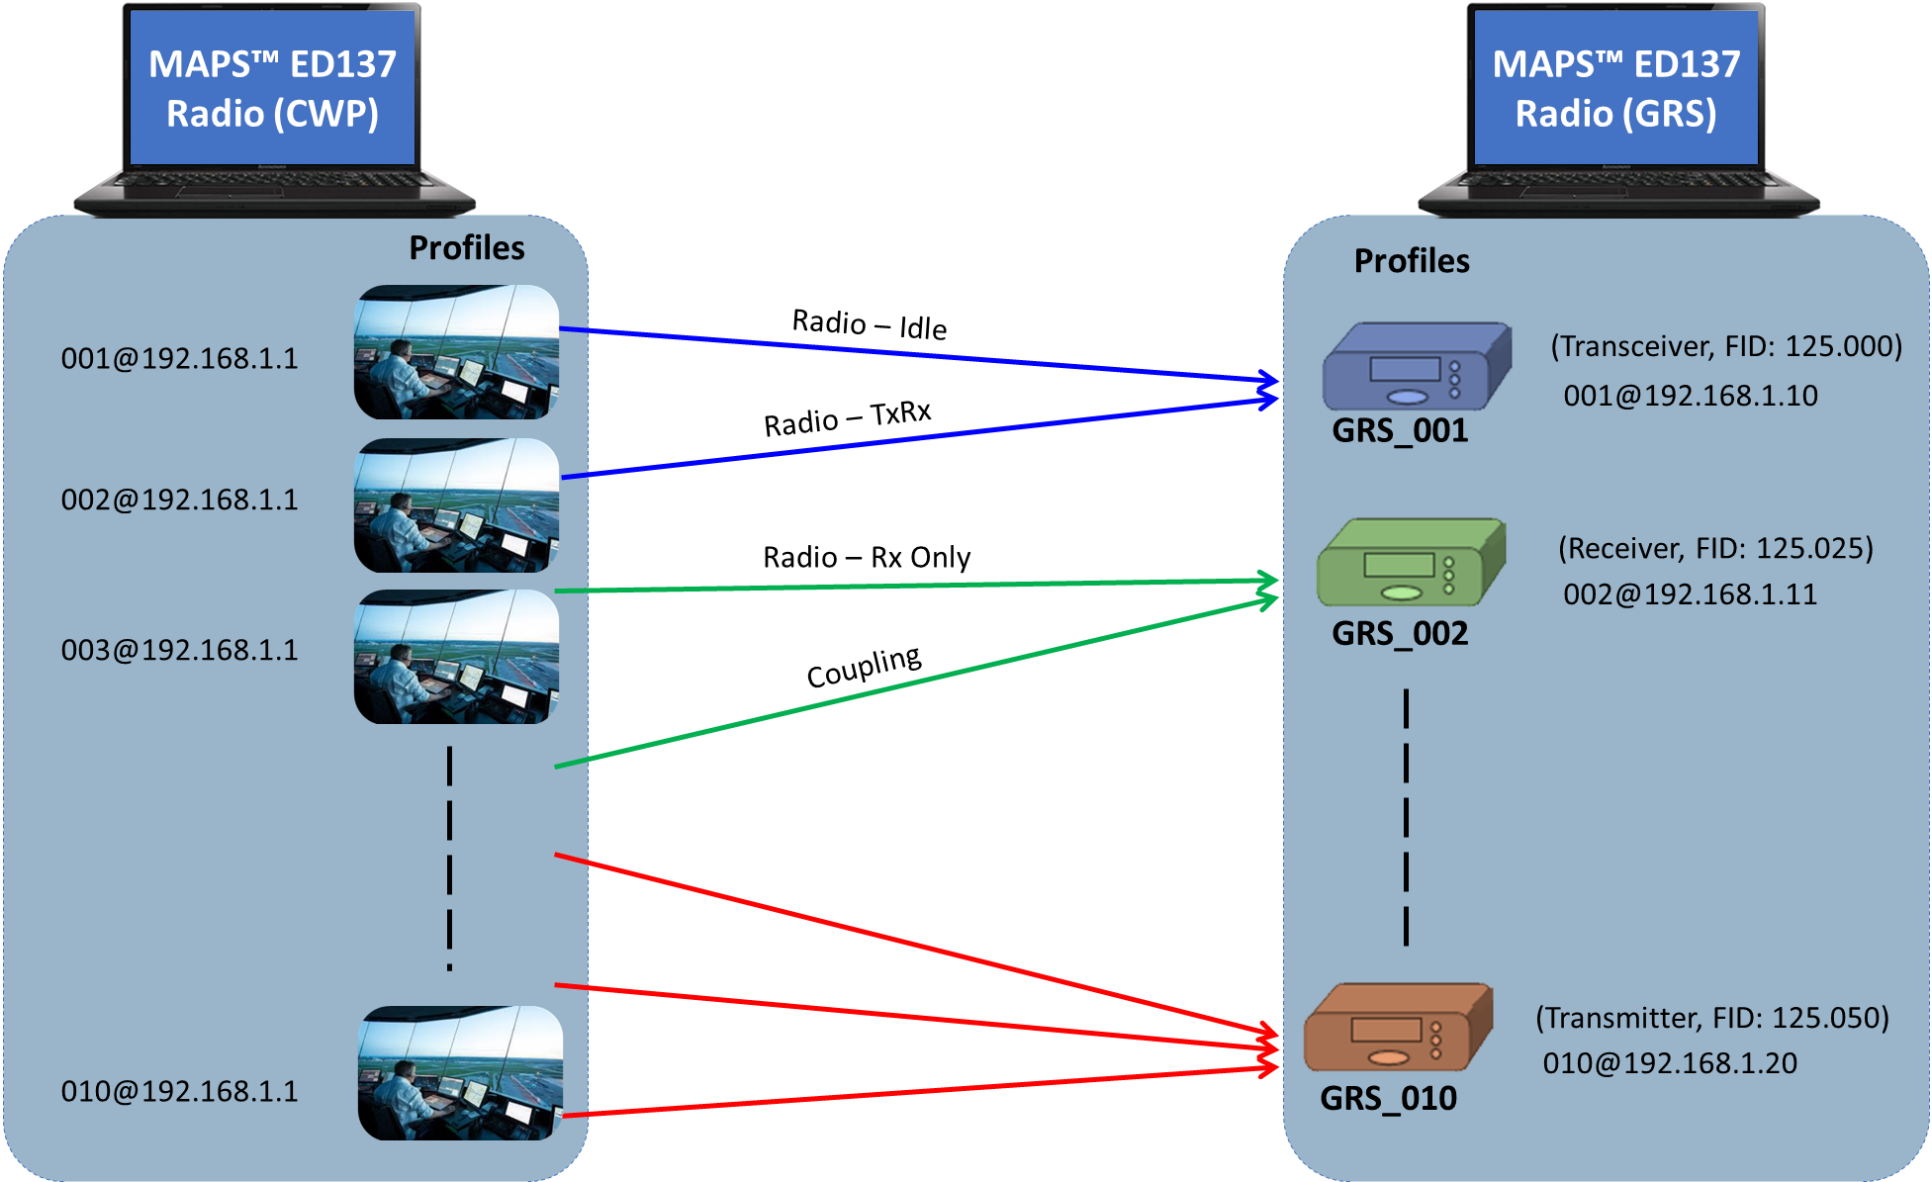 MAPS™ ED137
Radio (CWP)
MAPS™ ED137
Radio (GRS)
Profiles
001@192.168.1.1
002@192.168.1.1
003@192.168.1.1
010@192.168.1.1
Radio – Idle
Radio – TxRx
Radio – Rx Only
Coupling
Profiles
(Transceiver, FID: 125.000)
001@192.168.1.10
GRS_001
(Receiver, FID: 125.025)
002@192.168.1.11
GRS_002
(Transmitter, FID: 125.050)
010@192.168.1.20
GRS_010